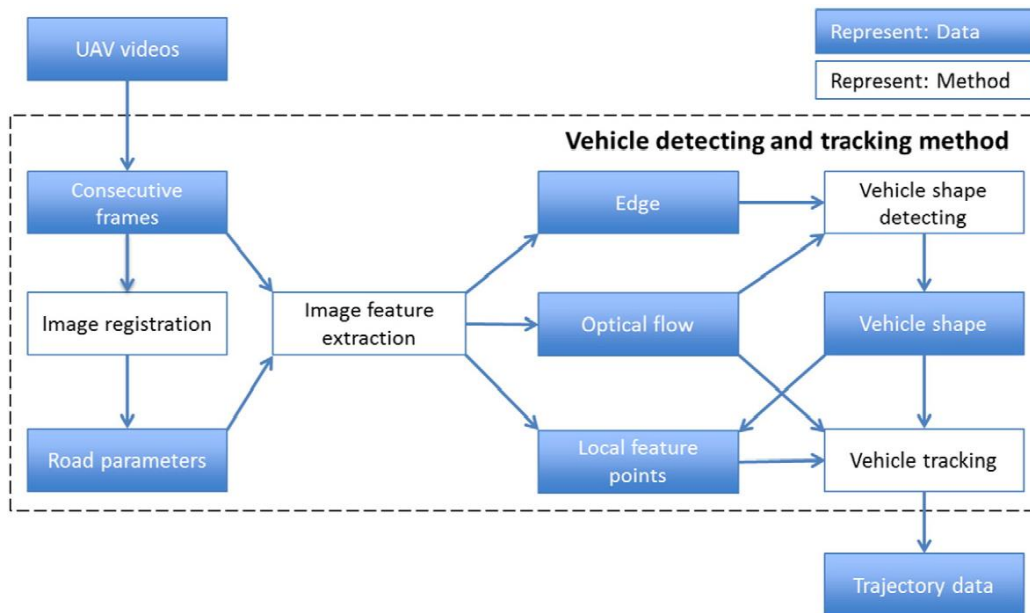 UAV videos
Represent: Data
Represent: Method
Vehicle detecting and tracking method
Consecutive
frames
Edge
Vehicle shape
detecting
Image registration
Image feature
extraction
Optical flow
Vehicle shape
Road parameters
Local feature
points
Vehicle tracking
Trajectory data